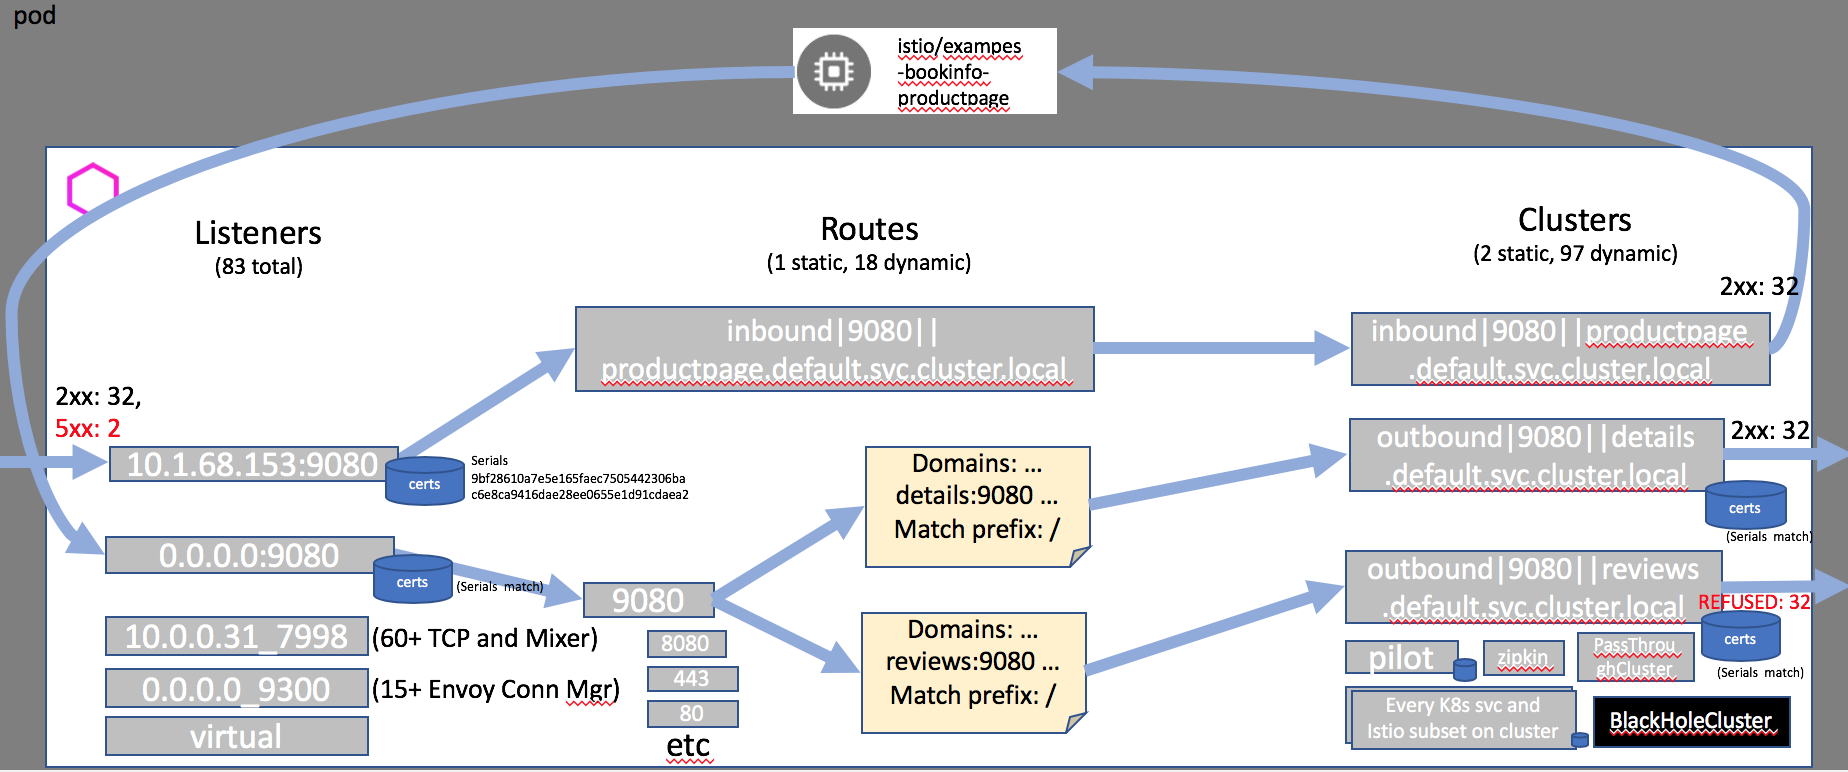 pod
istio/exampes
-bookinfo-
productpage
Listeners
(83 total)
Routes
(1 static, 18 dynamic)
Clusters
(2 static, 97 dynamic)
2xx: 32
inbound|9080||
productpage.default.svc.cluster.local
inbound|9080||productpage
.default.svc.cluster.local
2xx: 32,
5xx: 2
10.1.68.153:9080
certs
Serials
9bf28610a7e5e165faec7505442306ba
c6e8ca9416dae28ee0655e1d91cdaea2
Domains: ...
details:9080 ...
Match prefix: /
outbound|9080||details
.default.svc.cluster.local
2xx: 32
certs
(Serials match)
0.0.0.0:9080
certs
(Serials match)
9080
8080
443
80
etc
Domains: ...
reviews:9080 ...
Match prefix: /
outbound|9080||reviews
.default.svc.cluster.local
REFUSED: 32
certs
(Serials match)
10.0.0.31_7998
(60+ TCP and Mixer)
0.0.0.0_9300
(15+ Envoy Conn Mgr)
virtual
pilot
zipkin
PassThrou
ghCluster
Every K8s svc and
Istio subset on cluster
BlackHoleCluster